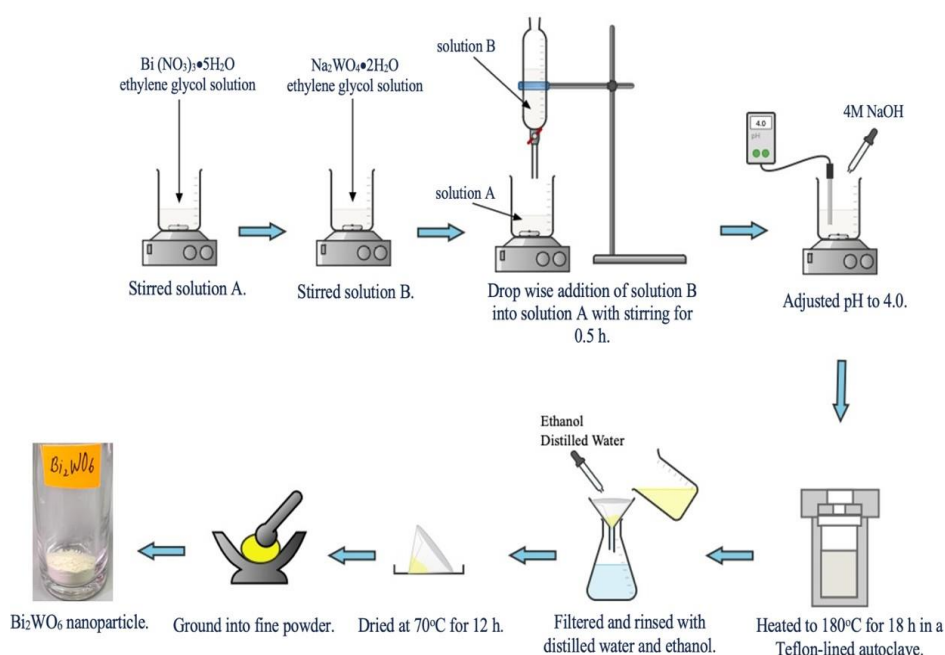 Bi (NO₃)₃•5H₂O
ethylene glycol solution
Na₂WO₄•2H₂O
ethylene glycol solution
solution B
solution A
4.0
pH
4M NaOH
Stirred solution A.
Stirred solution B.
Drop wise addition of solution B
into solution A with stirring for
0.5 h.
Adjusted pH to 4.0.
Ethanol
Distilled Water
Bi₂WO₆
Bi₂WO₆ nanoparticle.
Ground into fine powder.
Dried at 70°C for 12 h.
Filtered and rinsed with
distilled water and ethanol.
Heated to 180°C for 18 h in a
Teflon-lined autoclave.